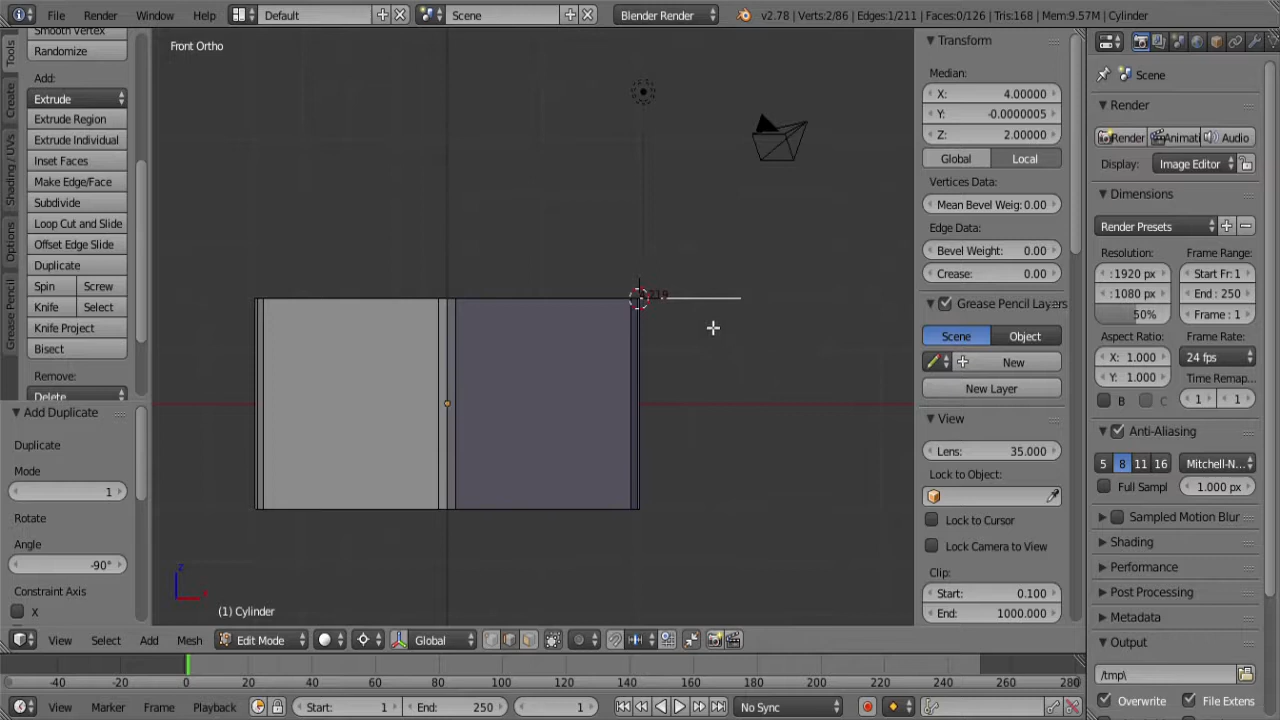 File Render Window Help Default Scene Blender Render v2.78 | Verts:2/86 | Edges:1/211 | Faces:0/126 | Tris:168 | Mem:9.57M | Cylinder
Smooth Vertex
Randomize
Add:
Extrude
Extrude Region
Extrude Individual
Inset Faces
Make Edge/Face
Subdivide
Loop Cut and Slide
Offset Edge Slide
Duplicate
Spin Screw
Knife Select
Knife Project
Bisect
Remove:
Delete
Tools
Create
Shading / UVs
Options
Grease Pencil
Add Duplicate
Duplicate
Mode
1
Rotate
Angle
-90°
Constraint Axis
X
Front Ortho
z
(1) Cylinder
Transform
Median:
X: 4.00000
Y: -0.0000005
Z: 2.00000
Global Local
Vertices Data:
Mean Bevel Weig: 0.00
Edge Data:
Bevel Weight: 0.00
Crease: 0.00
Grease Pencil Layers
Scene Object
New
New Layer
View
Lens: 35.000
Lock to Object:
Lock to Cursor
Lock Camera to View
Clip:
Start: 0.100
End: 1000.000
Scene
Render
Render Animati Audio
Display: Image Editor
Dimensions
Render Presets
Resolution: Frame Range:
:1920 px Start Fr: 1
:1080 px End : 250
50% Frame : 1
Aspect Ratio: Frame Rate:
X: 1.000 24 fps
Y: 1.000 Time Remap...
B C 1 1
Anti-Aliasing
5 8 11 16 Mitchell-N...
Full Sampl 1.000 px
Sampled Motion Blur
Shading
Performance
Post Processing
Metadata
Output
/tmp\
Overwrite File Extens
View Select Add Mesh Edit Mode Global
-40 -20 0 20 40 60 80 100 120 140 160 180 200 220 240 260 280
View Marker Frame Playback Start: 1 End: 250 1 No Sync